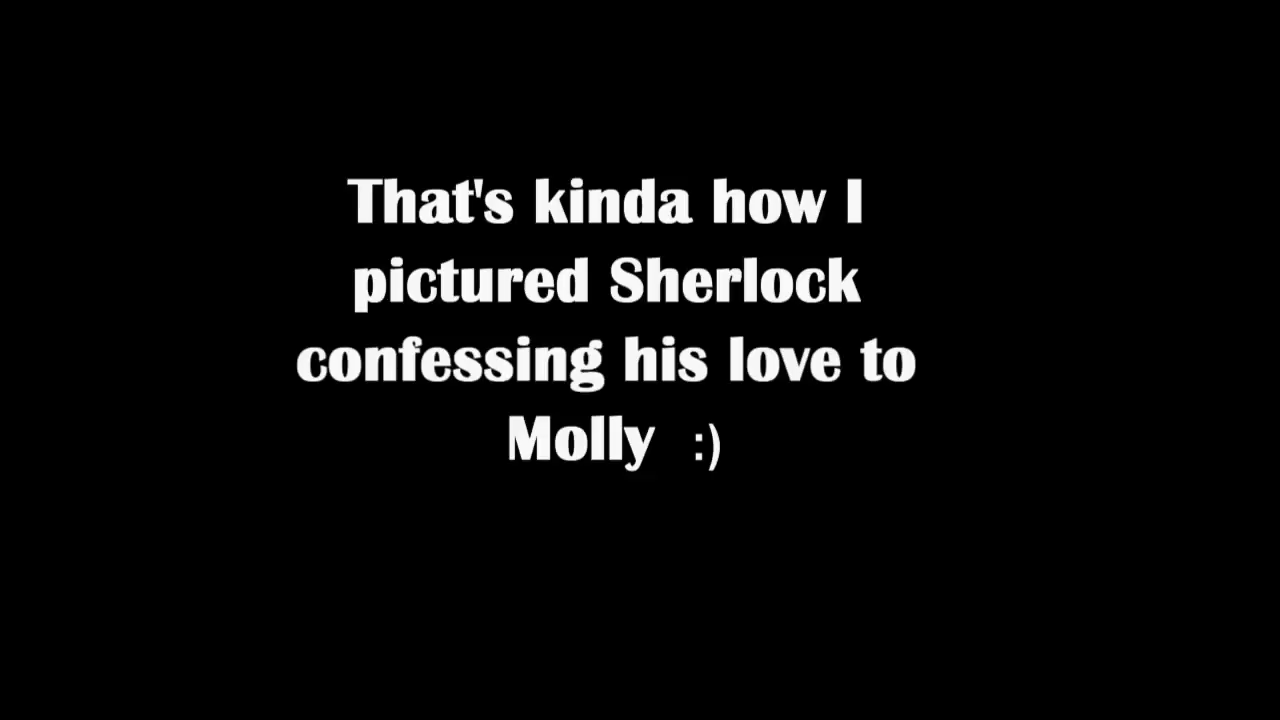 That's kinda how I
pictured Sherlock
confessing his love to
Molly :)